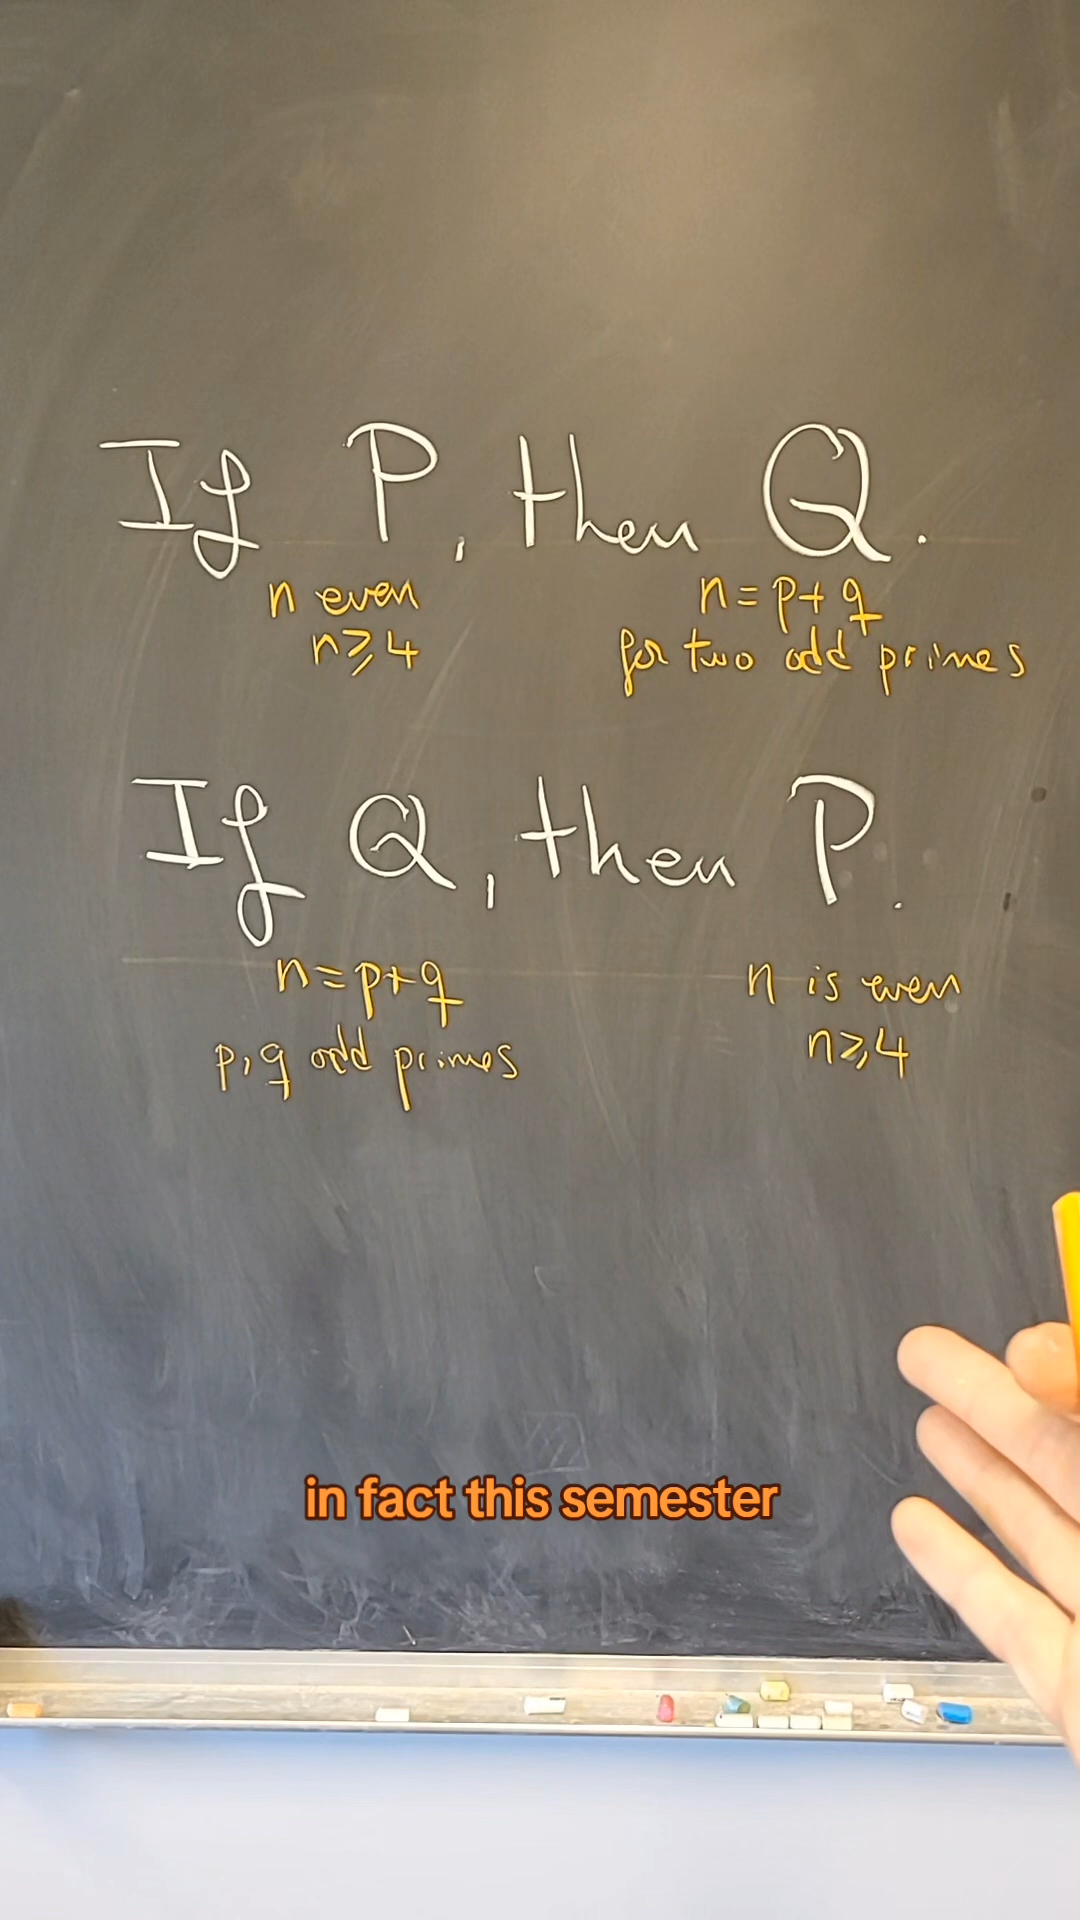 If P, then Q.
n even
n≥4
n=p+q
for two odd primes
If Q, then P.
n=p+q
p,q odd primes
n is even
n≥4
in fact this semester